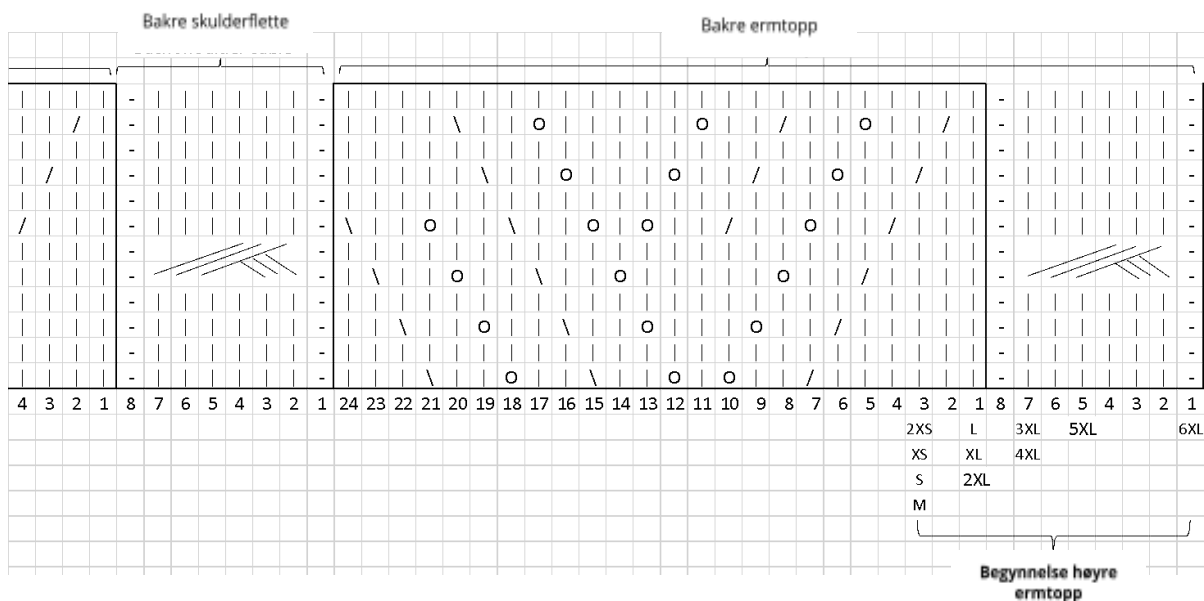 Bakre skulderflette
Bakre ermtopp
4 3 2 1 8 7 6 5 4 3 2 1 24 23 22 21 20 19 18 17 16 15 14 13 12 11 10 9 8 7 6 5 4 3 2 1 8 7 6 5 4 3 2 1
2XS L 3XL 5XL 6XL
XS XL 4XL
S 2XL
M
Begynnelse høyre
ermtopp